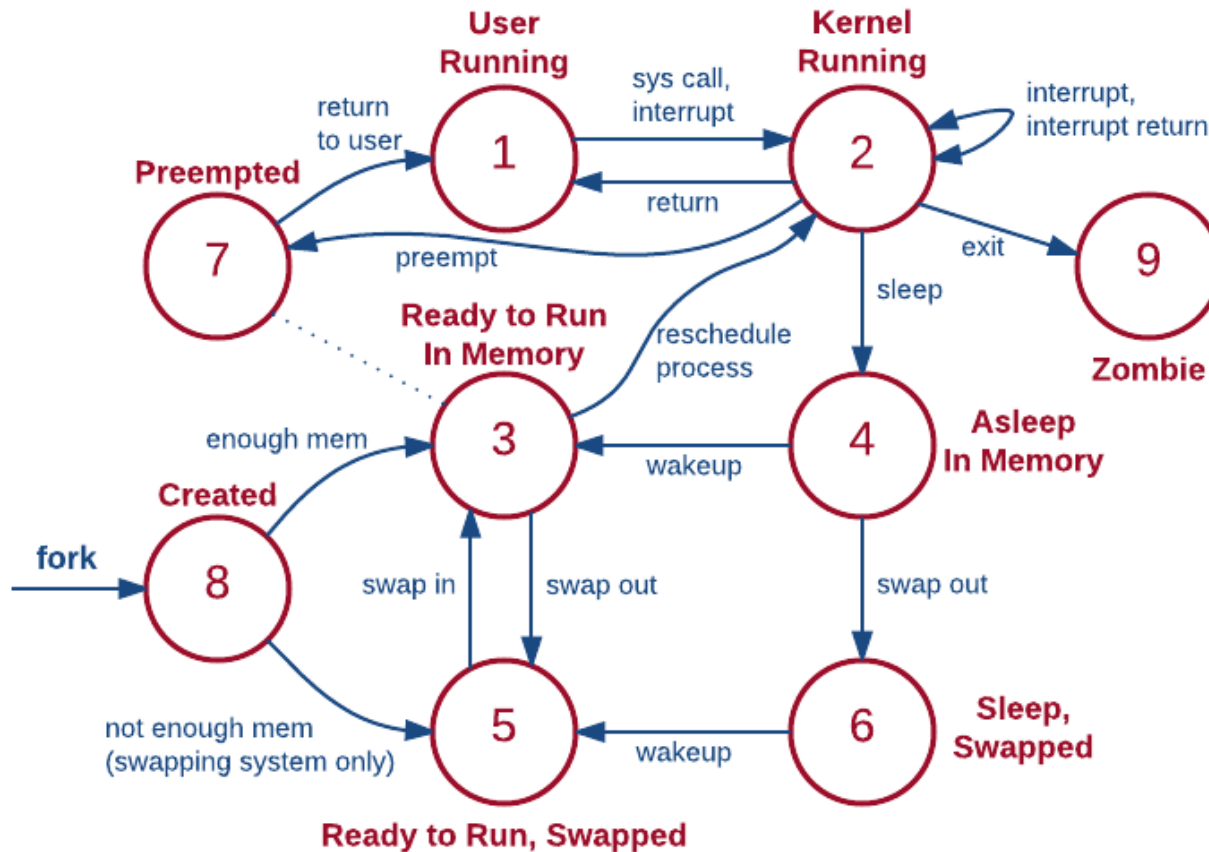 User
Running
Kernel
Running
sys call,
interrupt
return
to user
interrupt,
interrupt return
Preempted
1
2
return
7
preempt
exit
9
sleep
Zombie
Ready to Run
In Memory
reschedule
process
3
enough mem
wakeup
4
Asleep
In Memory
Created
fork
8
swap in
swap out
swap out
not enough mem
(swapping system only)
5
wakeup
6
Sleep,
Swapped
Ready to Run, Swapped